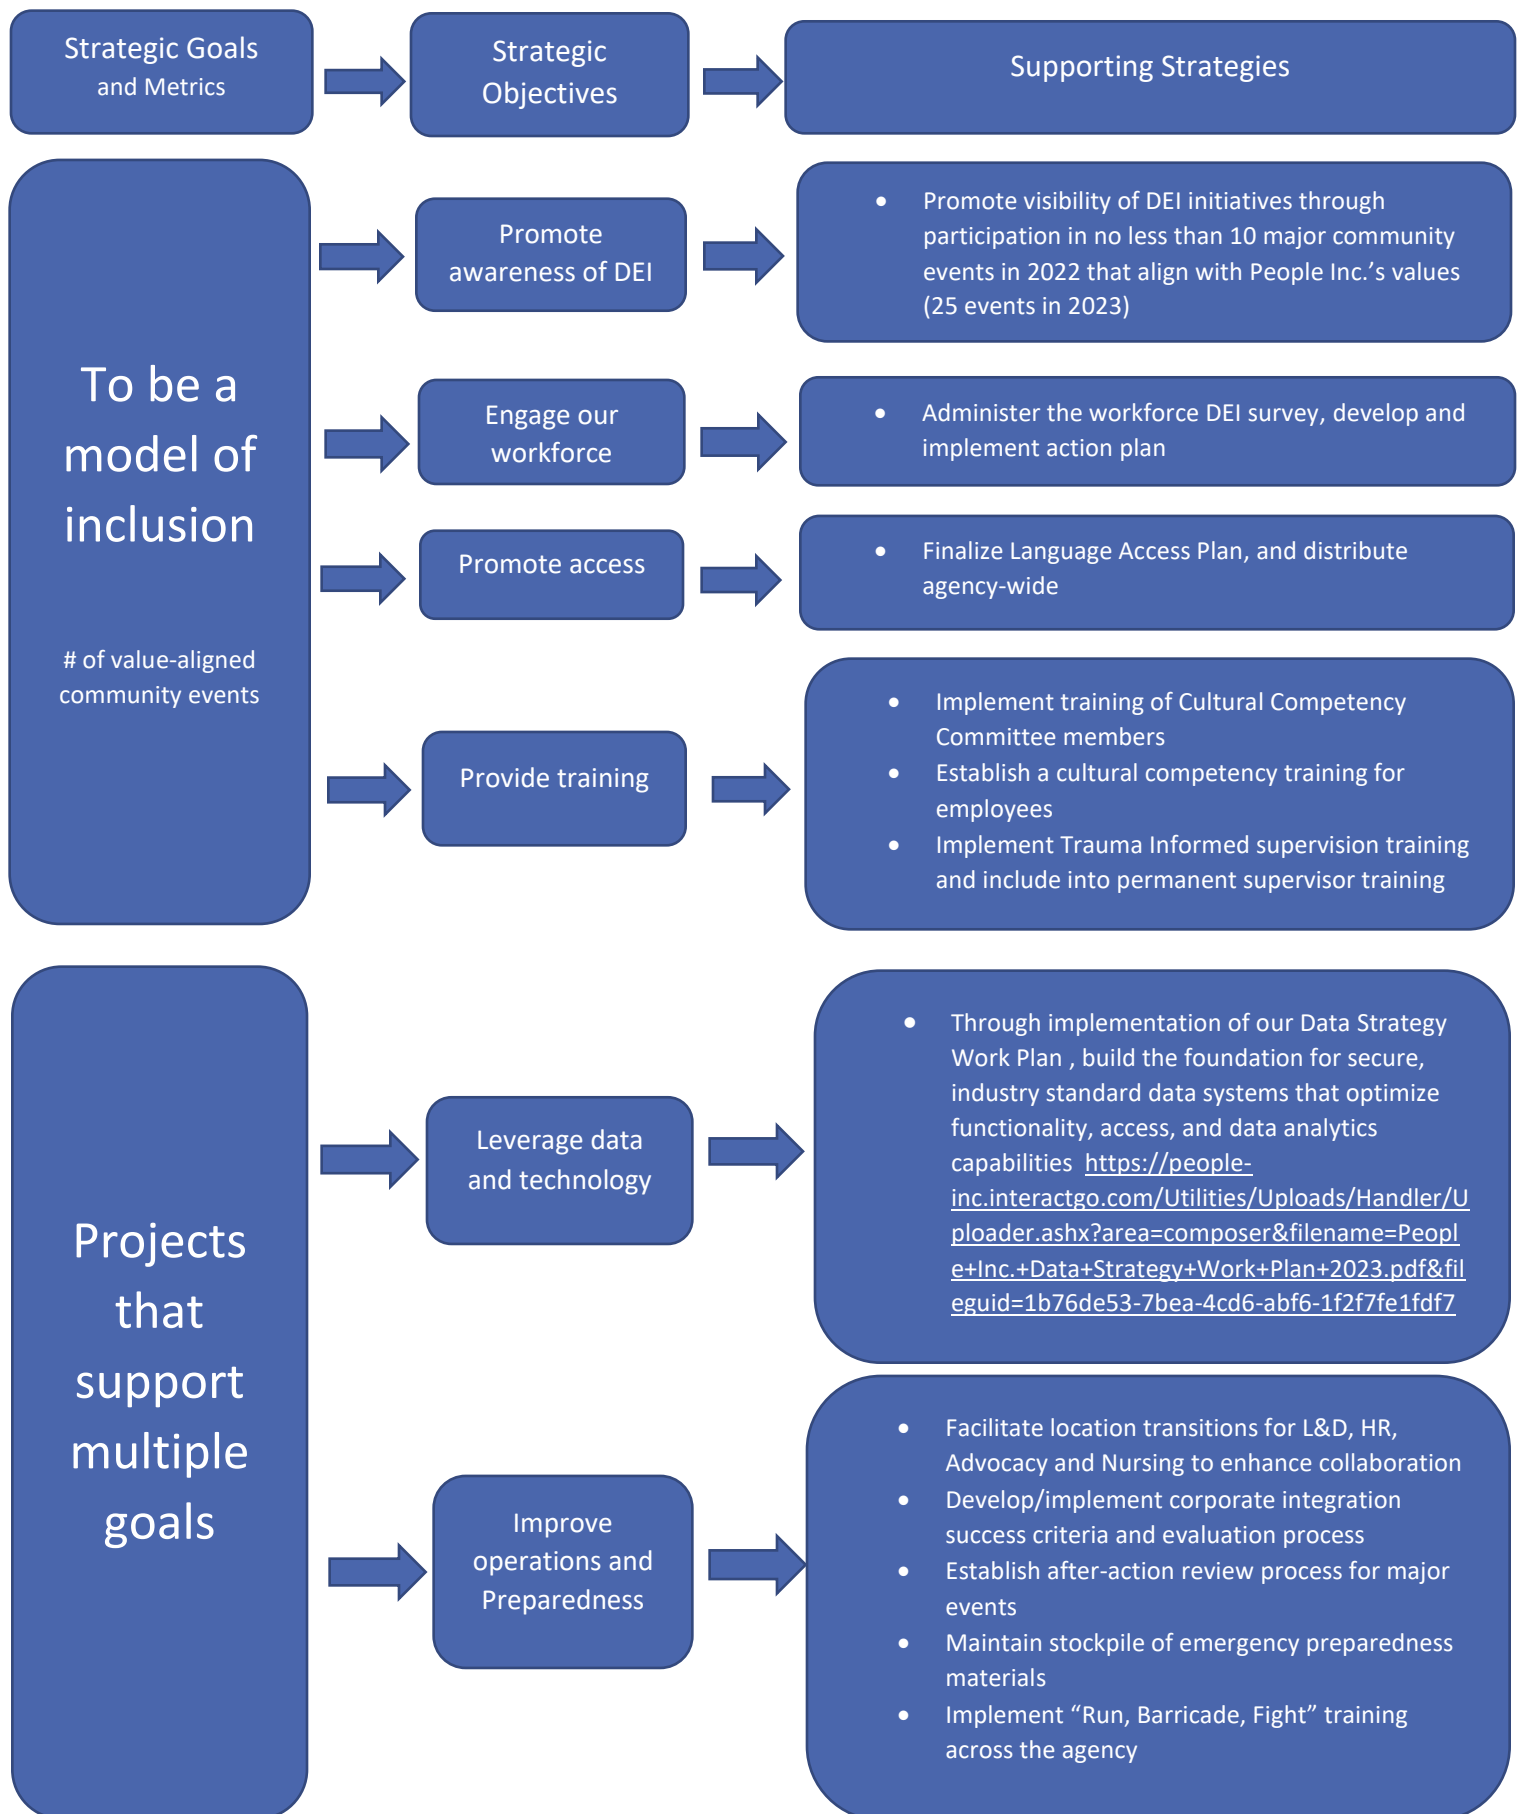 Strategic Goals
and Metrics
Strategic
Objectives
Supporting Strategies
To be a
model of
inclusion
# of value-aligned
community events
Promote
awareness of DEI
• Promote visibility of DEI initiatives through
participation in no less than 10 major community
events in 2022 that align with People Inc.’s values
(25 events in 2023)
Engage our
workforce
• Administer the workforce DEI survey, develop and
implement action plan
Promote access
• Finalize Language Access Plan, and distribute
agency-wide
Provide training
• Implement training of Cultural Competency
Committee members
• Establish a cultural competency training for
employees
• Implement Trauma Informed supervision training
and include into permanent supervisor training
Projects
that
support
multiple
goals
Leverage data
and technology
• Through implementation of our Data Strategy
Work Plan , build the foundation for secure,
industry standard data systems that optimize
functionality, access, and data analytics
capabilities https://people-
inc.interactgo.com/Utilities/Uploads/Handler/U
ploader.ashx?area=composer&filename=Peopl
e+Inc.+Data+Strategy+Work+Plan+2023.pdf&fil
eguid=1b76de53-7bea-4cd6-abf6-1f2f7fe1fdf7
Improve
operations and
Preparedness
• Facilitate location transitions for L&D, HR,
Advocacy and Nursing to enhance collaboration
• Develop/implement corporate integration
success criteria and evaluation process
• Establish after-action review process for major
events
• Maintain stockpile of emergency preparedness
materials
• Implement “Run, Barricade, Fight” training
across the agency